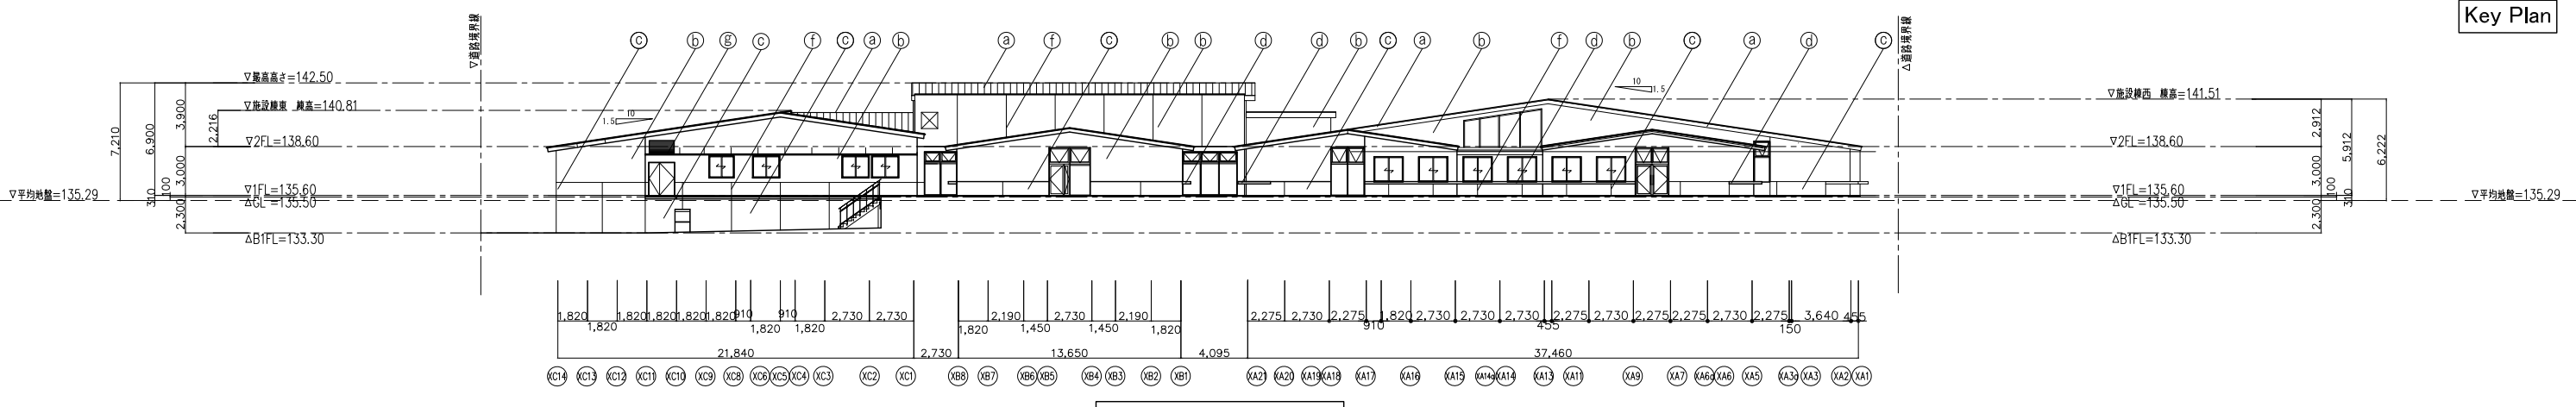 Key Plan
▽道路境界線
△道路境界線
ⓒ ⓑ ⓖ ⓒ ⓕ ⓒ ⓐ ⓑ ⓐ ⓕ ⓒ ⓑ ⓑ ⓓ ⓓ ⓑ ⓒ ⓐ ⓑ ⓕ ⓓ ⓑ ⓒ ⓐ ⓓ ⓒ
▽最高高さ=142.50
▽施設棟東 棟高=140.81
▽2FL=138.60
▽1FL=135.60
△GL =135.50
△B1FL=133.30
▽平均地盤=135.29
7,210
6,900
310
3,900
3,000
100
2,300
2,216
10
1.5
10
1.5
▽施設棟西 棟高=141.51
▽2FL=138.60
▽1FL=135.60
△GL =135.50
△B1FL=133.30
▽平均地盤=135.29
2,912
3,000
100
2,300
5,912
310
6,222
1,820 1,820 1,820 1,820 1,820 1,820 910 1,820 910 1,820 2,730 2,730
1,820 2,190 1,450 2,730 1,450 2,190 1,820
2,275 2,730 2,275 910 1,820 2,730 2,730 2,730 455 2,275 2,730 2,275 2,275 2,730 2,275 150 3,640 455
21,840 2,730 13,650 4,095 37,460
XC14 XC13 XC12 XC11 XC10 XC9 XC8 XC6 XC5 XC4 XC3 XC2 XC1 XB8 XB7 XB6 XB5 XB4 XB3 XB2 XB1 XA21 XA20 XA19 XA18 XA17 XA16 XA15 XA14a XA14 XA13 XA11 XA9 XA7 XA6a XA6 XA5 XA3a XA3 XA2 XA1